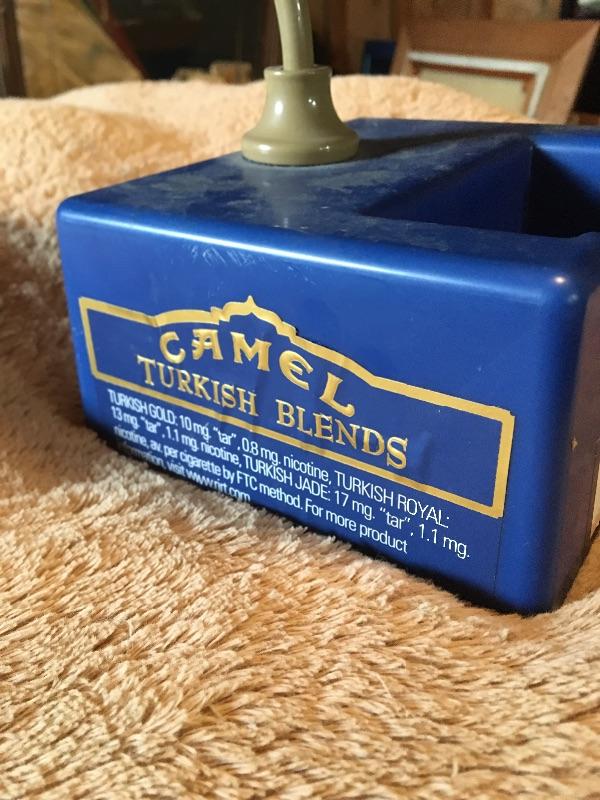 CAMEL
TURKISH BLENDS
TURKISH GOLD: 10 mg. "tar", 0.8 mg. nicotine, TURKISH ROYAL:
13 mg. "tar", 1.1 mg. nicotine, TURKISH JADE: 17 mg. "tar", 1.1 mg.
nicotine, av. per cigarette by FTC method. For more product
visit www.rjrt.com